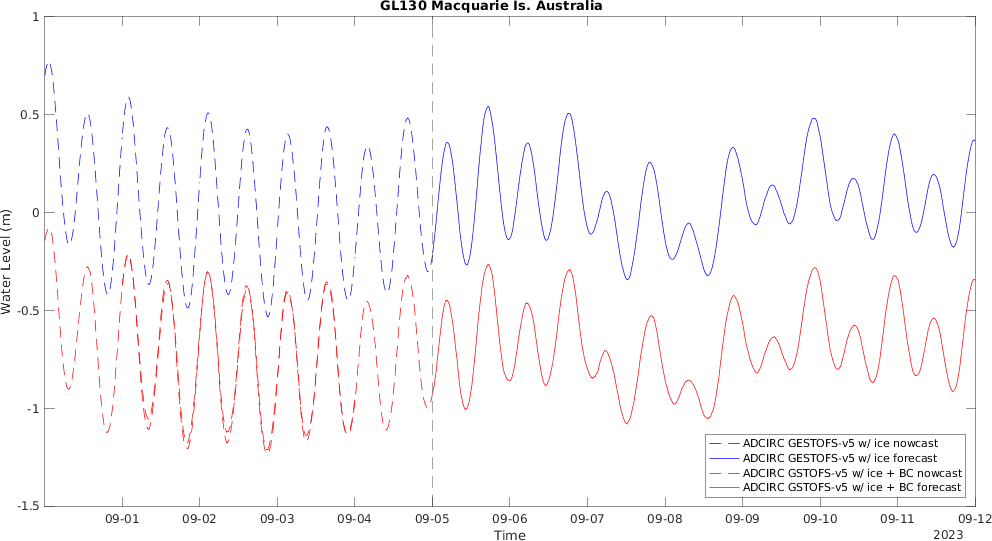 GL130 Macquarie Is. Australia
Water Level (m)
1
0.5
0
-0.5
-1
-1.5
ADCIRC GESTOFS-v5 w/ ice nowcast
ADCIRC GESTOFS-v5 w/ ice forecast
ADCIRC GSTOFS-v5 w/ ice + BC nowcast
ADCIRC GSTOFS-v5 w/ ice + BC forecast
09-01 09-02 09-03 09-04 09-05 09-06 09-07 09-08 09-09 09-10 09-11 09-12
Time
2023